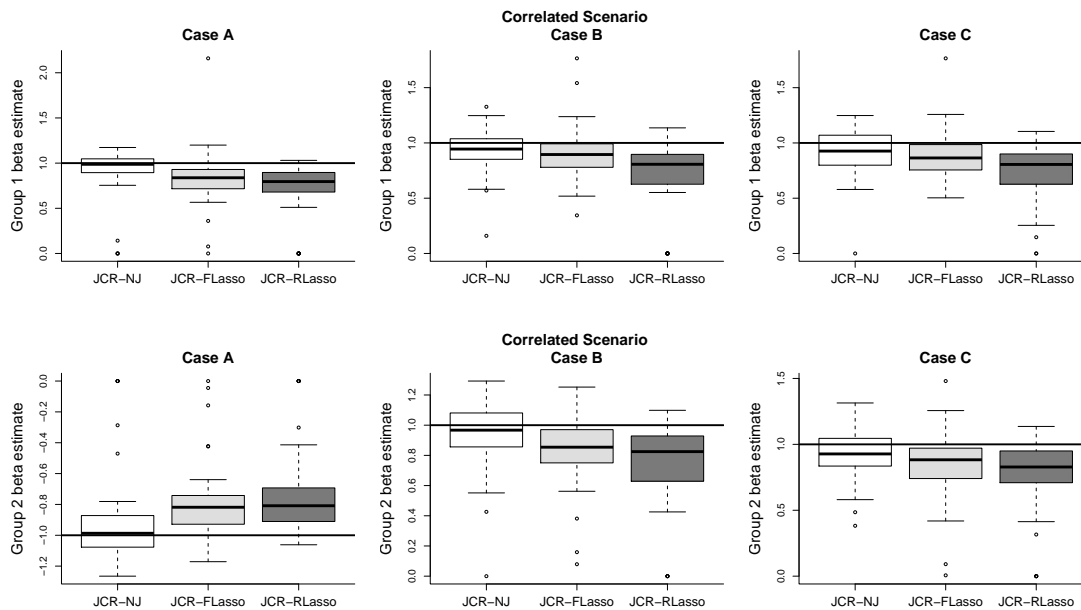 Correlated Scenario
Case A
Case B
Case C
Group 1 beta estimate
2.0
1.5
1.0
0.5
0.0
JCR−NJ
JCR−FLasso
JCR−RLasso
Group 1 beta estimate
1.5
1.0
0.5
0.0
JCR−NJ
JCR−FLasso
JCR−RLasso
Group 1 beta estimate
1.5
1.0
0.5
0.0
JCR−NJ
JCR−FLasso
JCR−RLasso
Correlated Scenario
Case A
Case B
Case C
Group 2 beta estimate
0.0
−0.2
−0.4
−0.6
−0.8
−1.0
−1.2
JCR−NJ
JCR−FLasso
JCR−RLasso
Group 2 beta estimate
1.2
1.0
0.8
0.6
0.4
0.2
0.0
JCR−NJ
JCR−FLasso
JCR−RLasso
Group 2 beta estimate
1.5
1.0
0.5
0.0
JCR−NJ
JCR−FLasso
JCR−RLasso